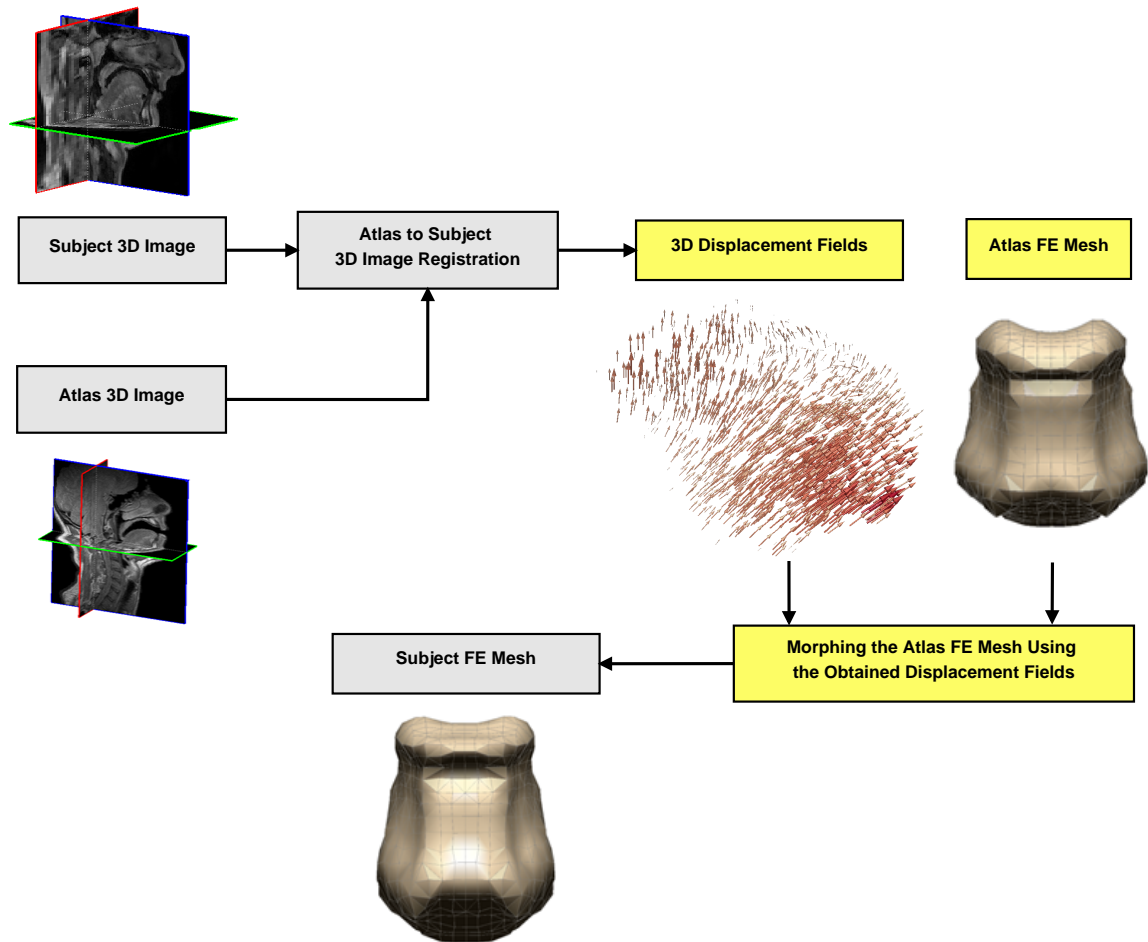 Subject 3D Image
Atlas to Subject
3D Image Registration
3D Displacement Fields
Atlas FE Mesh
Atlas 3D Image
Morphing the Atlas FE Mesh Using
the Obtained Displacement Fields
Subject FE Mesh